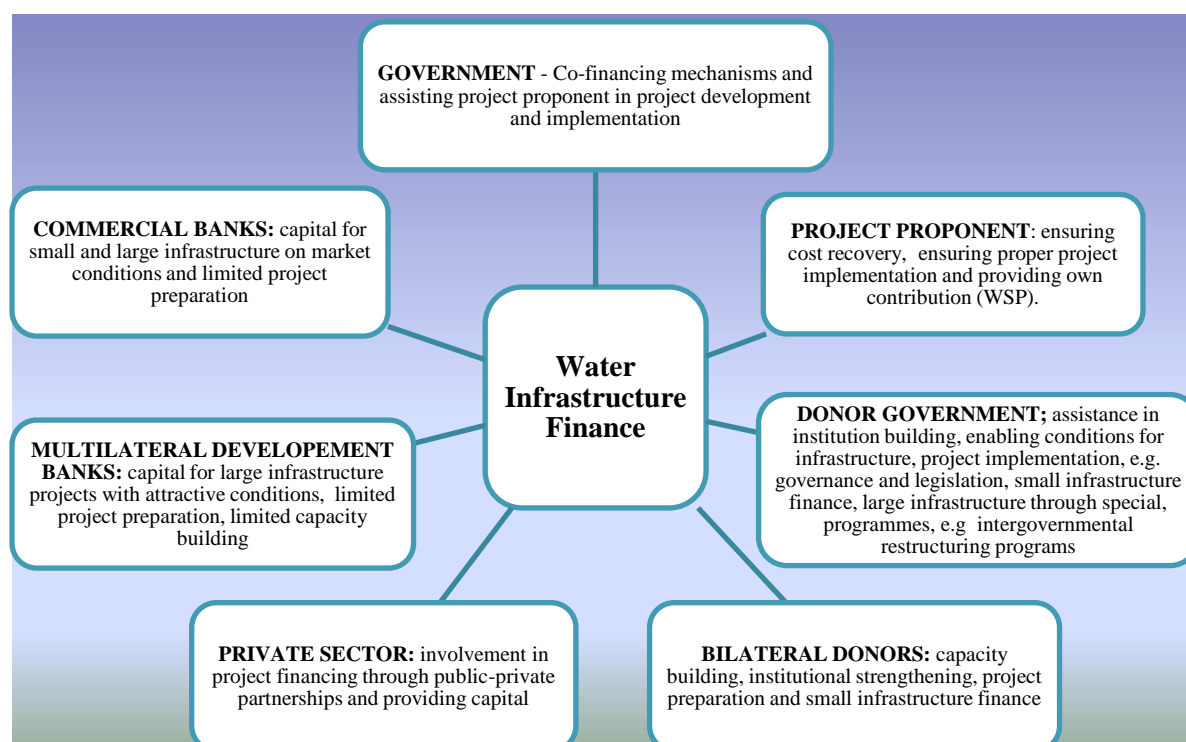 GOVERNMENT - Co-financing mechanisms and
assisting project proponent in project development
and implementation
COMMERCIAL BANKS: capital for
small and large infrastructure on market
conditions and limited project
preparation
PROJECT PROPONENT: ensuring
cost recovery, ensuring proper project
implementation and providing own
contribution (WSP).
Water
Infrastructure
Finance
MULTILATERAL DEVELOPEMENT
BANKS: capital for large infrastructure
projects with attractive conditions, limited
project preparation, limited capacity
building
DONOR GOVERNMENT; assistance in
institution building, enabling conditions for
infrastructure, project implementation, e.g.
governance and legislation, small infrastructure
finance, large infrastructure through special,
programmes, e.g intergovernmental
restructuring programs
PRIVATE SECTOR: involvement in
project financing through public-private
partnerships and providing capital
BILATERAL DONORS: capacity
building, institutional strengthening, project
preparation and small infrastructure finance